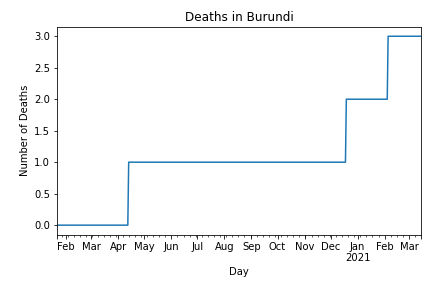 Deaths in Burundi
3.0
2.5
2.0
1.5
1.0
0.5
0.0
Number of Deaths
Feb Mar Apr May Jun Jul Aug Sep Oct Nov Dec Jan Feb Mar
2021
Day